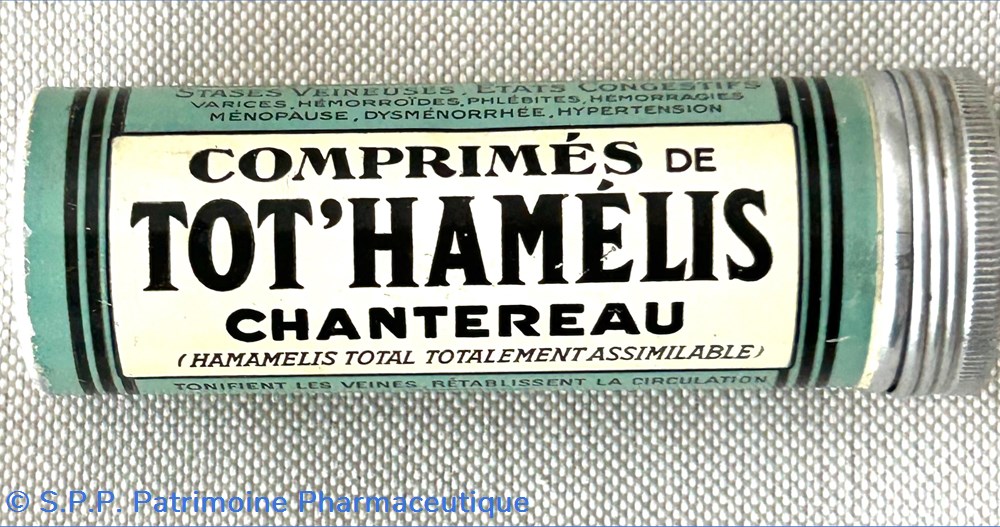 STASES VEINEUSES. ÉTATS CONGESTIFS
VARICES, HÉMORROÏDES, PHLÉBITES, HÉMORRAGIES
MÉNOPAUSE, DYSMÉNORRHÉE, HYPERTENSION
COMPRIMÉS DE
TOT'HAMÉLIS
CHANTEREAU
(HAMAMELIS TOTAL TOTALEMENT ASSIMILABLE)
TONIFIENT LES VEINES. RÉTABLISSENT LA CIRCULATION
© S.P.P. Patrimoine Pharmaceutique